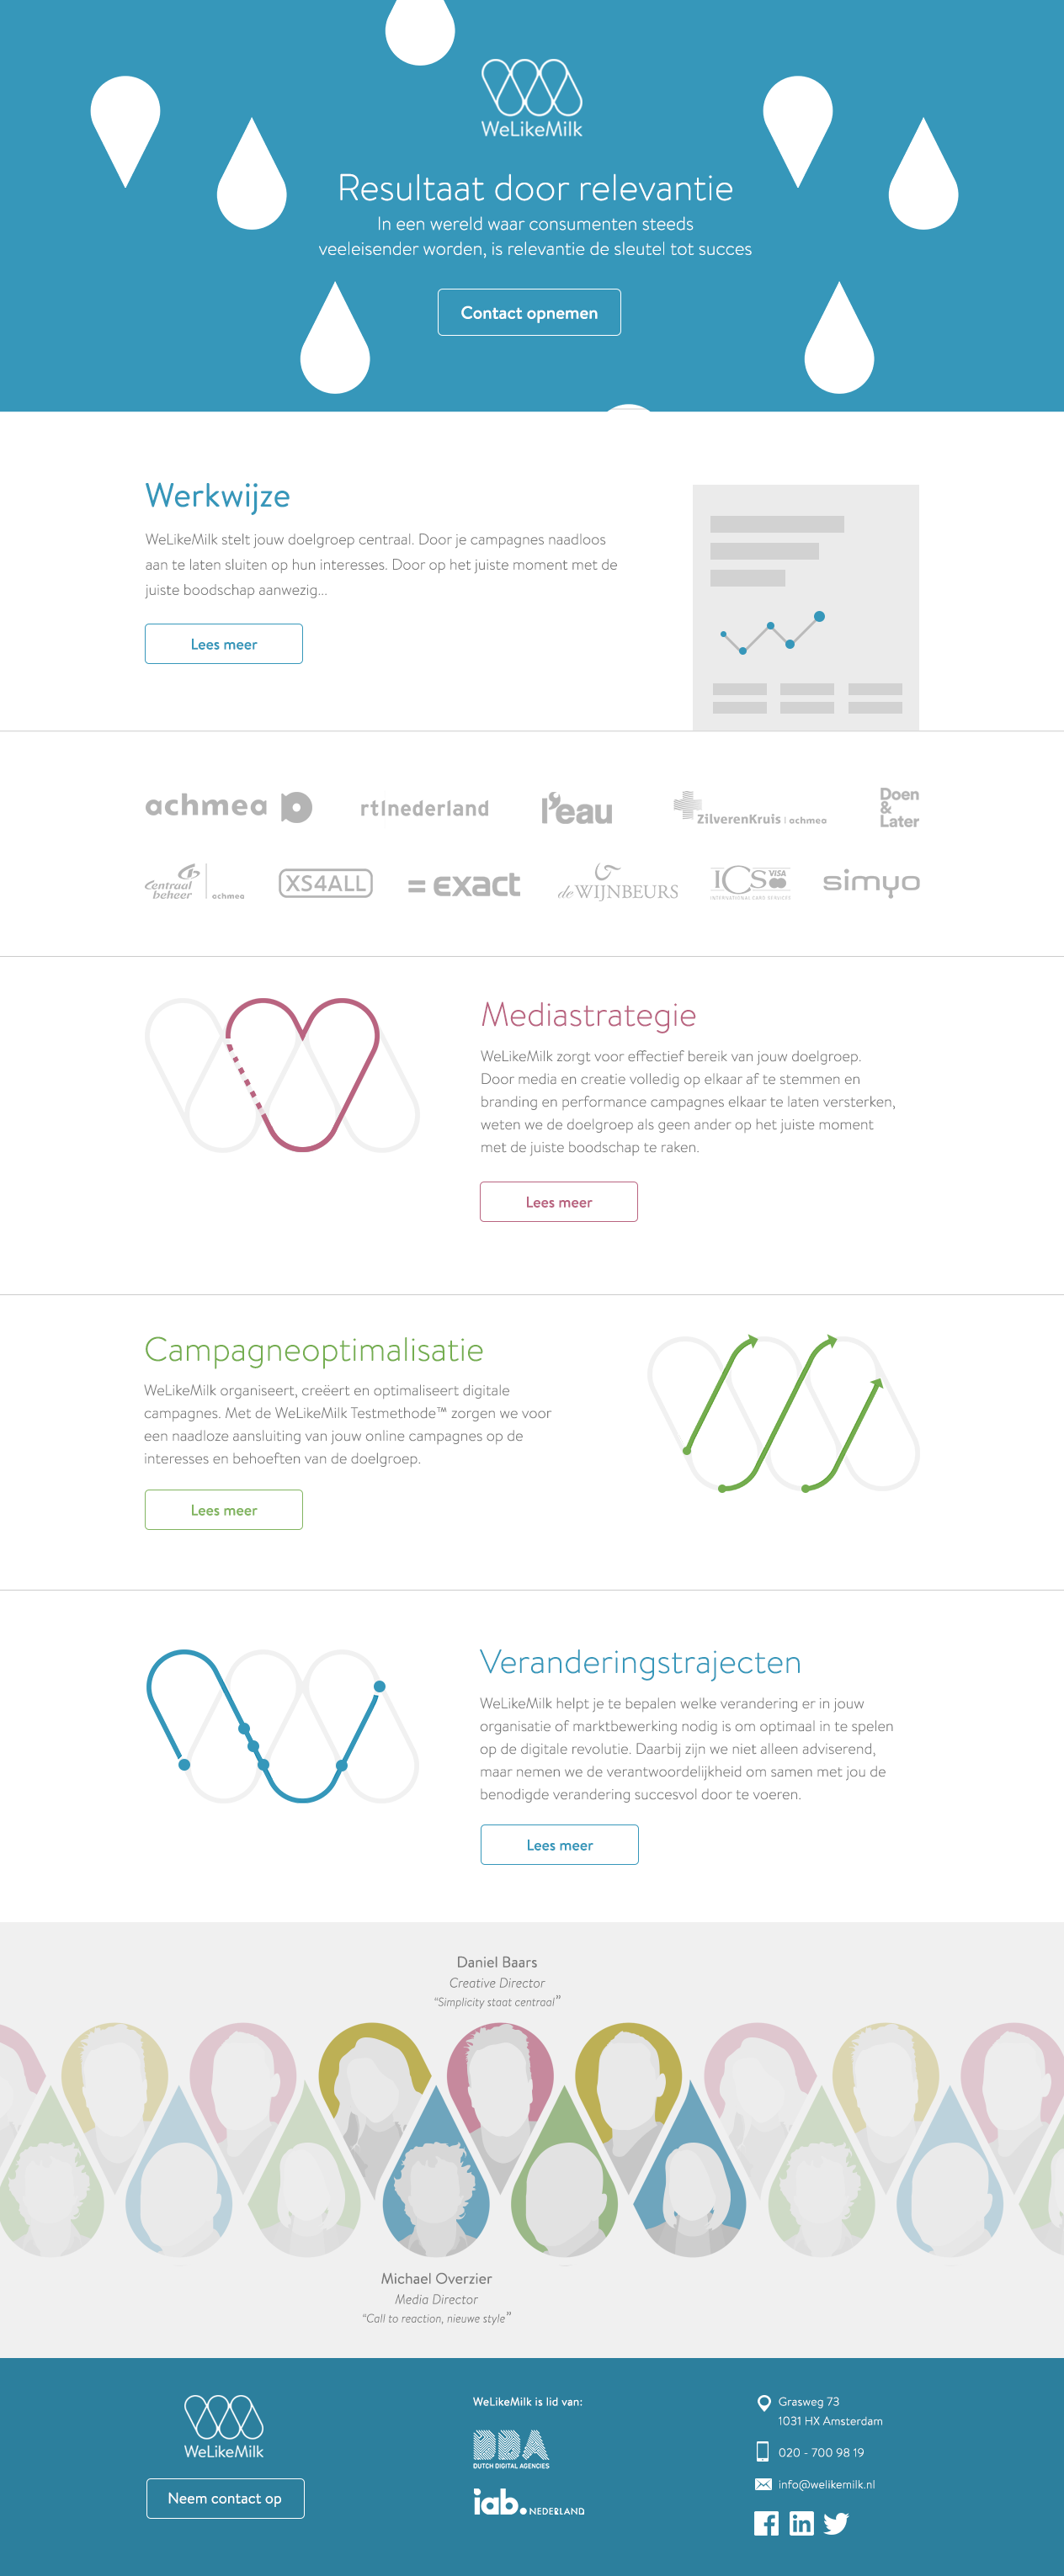 WeLikeMilk
Resultaat door relevantie
In een wereld waar consumenten steeds
veeleisender worden, is relevantie de sleutel tot succes
Contact opnemen
Werkwijze
WeLikeMilk stelt jouw doelgroep centraal. Door je campagnes naadloos
aan te laten sluiten op hun interesses. Door op het juiste moment met de
juiste boodschap aanwezig...
Lees meer
achmea
rtlnederland
l'eau
ZilverenKruis | achmea
Doen
&
Later
Centraal
beheer
achmea
XS4ALL
= exact
de WIJNBEURS
ICS VISA
INTERNATIONAL CARD SERVICES
simyo
Mediastrategie
WeLikeMilk zorgt voor effectief bereik van jouw doelgroep.
Door media en creatie volledig op elkaar af te stemmen en
branding en performance campagnes elkaar te laten versterken,
weten we de doelgroep als geen ander op het juiste moment
met de juiste boodschap te raken.
Lees meer
Campagneoptimalisatie
WeLikeMilk organiseert, creëert en optimaliseert digitale
campagnes. Met de WeLikeMilk Testmethode™ zorgen we voor
een naadloze aansluiting van jouw online campagnes op de
interesses en behoeften van de doelgroep.
Lees meer
Veranderingstrajecten
WeLikeMilk helpt je te bepalen welke verandering er in jouw
organisatie of marktbewerking nodig is om optimaal in te spelen
op de digitale revolutie. Daarbij zijn we niet alleen adviserend,
maar nemen we de verantwoordelijkheid om samen met jou de
benodigde verandering succesvol door te voeren.
Lees meer
Daniel Baars
Creative Director
“Simplicity staat centraal”
Michael Overzier
Media Director
“Call to reaction, nieuwe style”
WeLikeMilk
Neem contact op
WeLikeMilk is lid van:
DDA
DUTCH DIGITAL AGENCIES
iab. NEDERLAND
Grasweg 73
1031 HX Amsterdam
020 - 700 98 19
info@welikemilk.nl